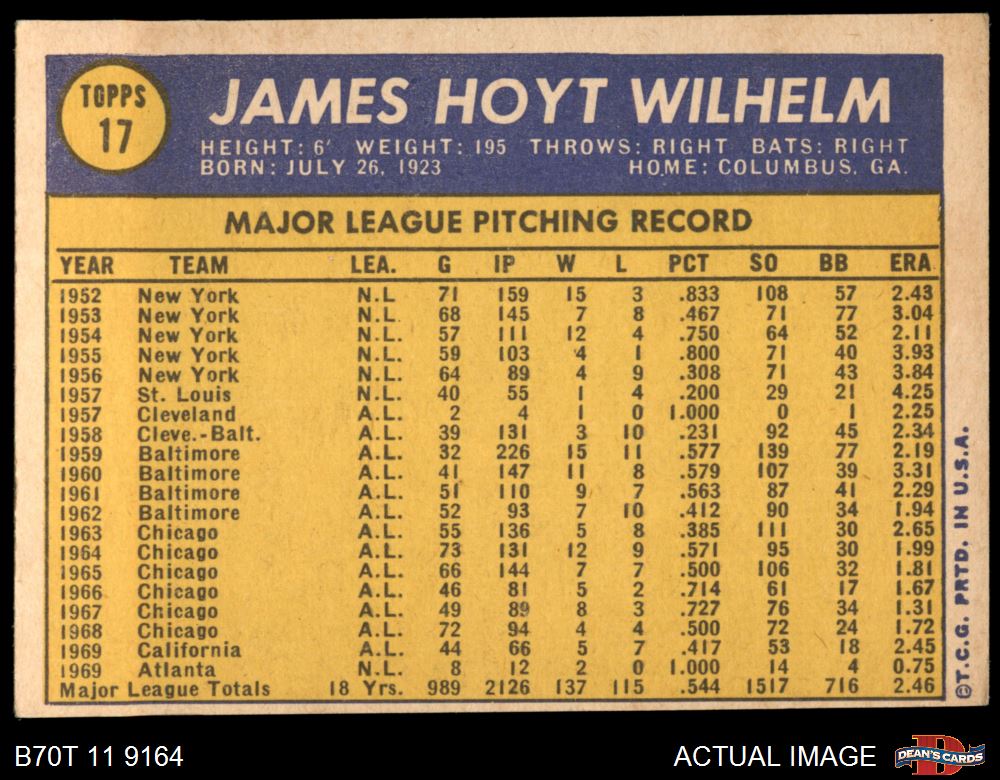 TOPPS
17
JAMES HOYT WILHELM
HEIGHT: 6' WEIGHT: 195 THROWS: RIGHT BATS: RIGHT
BORN: JULY 26, 1923 HOME: COLUMBUS, GA.
MAJOR LEAGUE PITCHING RECORD
YEAR TEAM LEA. G IP W L PCT SO BB ERA
1952 New York N.L 71 159 15 3 .833 108 57 2.43
1953 New York N.L. 68 145 7 8 .467 71 77 3.04
1954 New York N.L. 57 111 12 4 .750 64 52 2.11
1955 New York N.L. 59 103 4 1 .800 71 40 3.93
1956 New York N.L. 64 89 4 9 .308 71 43 3.84
1957 St. Louis N.L. 40 55 1 4 .200 29 21 4.25
1957 Cleveland A.L. 2 4 1 0 1.000 0 1 2.25
1958 Cleve.-Balt. A.L. 39 131 3 10 .231 92 45 2.34
1959 Baltimore A.L. 32 226 15 11 .577 139 77 2.19
1960 Baltimore A.L. 41 147 11 8 .579 107 39 3.31
1961 Baltimore A.L. 51 110 9 7 .563 87 41 2.29
1962 Baltimore A.L. 52 93 7 10 .412 90 34 1.94
1963 Chicago A.L. 55 136 5 8 .385 111 30 2.65
1964 Chicago A.L. 73 131 12 9 .571 95 30 1.99
1965 Chicago A.L. 66 144 7 7 .500 106 32 1.81
1966 Chicago A.L. 46 81 5 2 .714 61 17 1.67
1967 Chicago A.L. 49 89 8 3 .727 76 34 1.31
1968 Chicago A.L. 72 94 4 4 .500 72 24 1.72
1969 California A.L. 44 66 5 7 .417 53 18 2.45
1969 Atlanta N.L. 8 12 2 0 1.000 14 4 0.75
Major League Totals 18 Yrs. 989 2126 137 115 .544 1517 716 2.46
©T.C.G. PRTD. IN U.S.A.
B70T 11 9164 ACTUAL IMAGE
DEAN'S CARDS